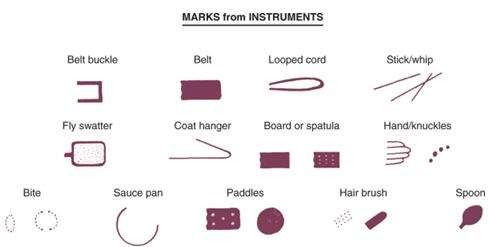 MARKS from INSTRUMENTS
Belt buckle Belt Looped cord Stick/whip
Fly swatter Coat hanger Board or spatula Hand/knuckles
Bite Sauce pan Paddles Hair brush Spoon